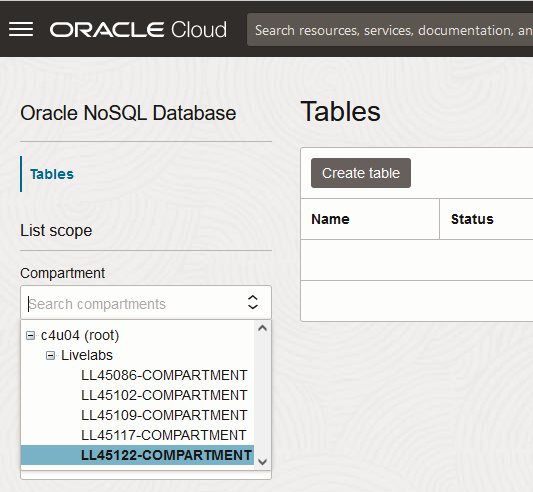 ORACLE Cloud
Search resources, services, documentation, an
Oracle NoSQL Database
Tables
List scope
Compartment
Search compartments
c4u04 (root)
Livelabs
LL45086-COMPARTMENT
LL45102-COMPARTMENT
LL45109-COMPARTMENT
LL45117-COMPARTMENT
LL45122-COMPARTMENT
Tables
Create table
Name Status